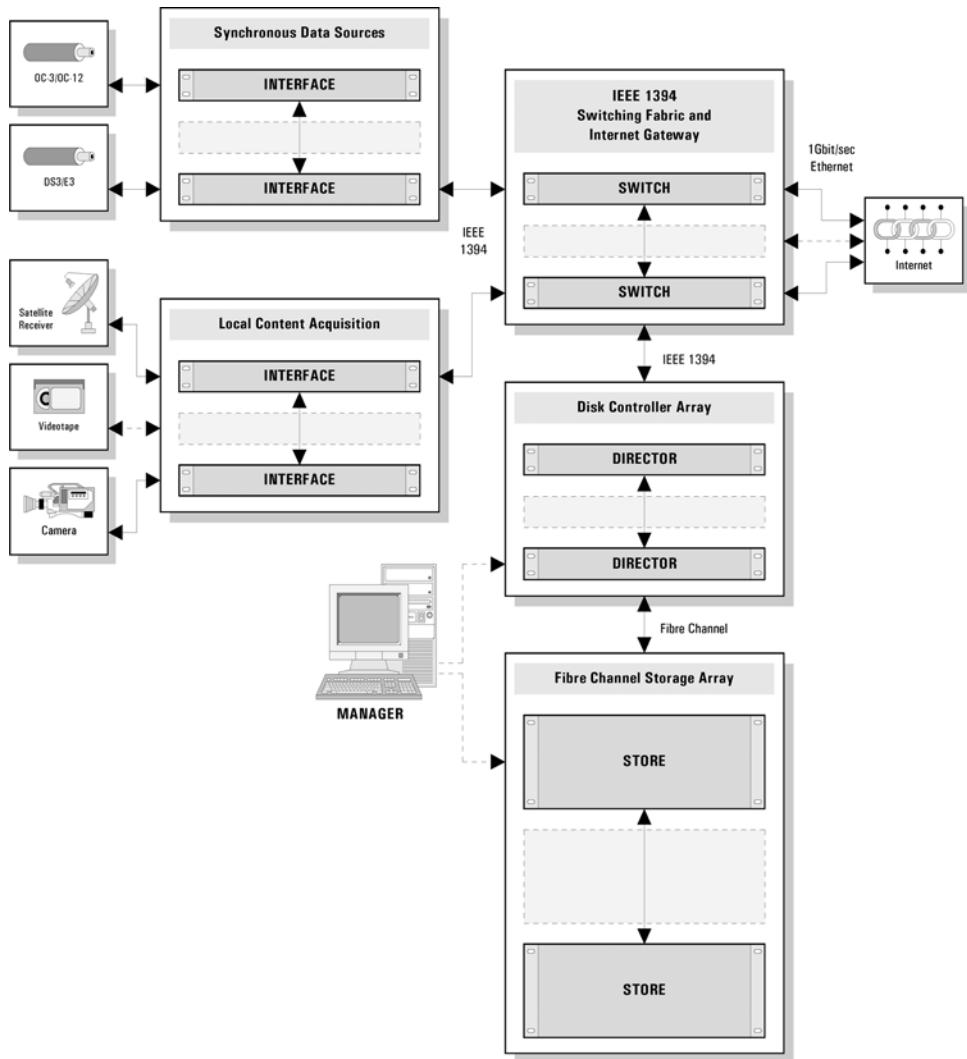 Synchronous Data Sources
OC-3/OC-12
INTERFACE
DS3/E3
INTERFACE
IEEE 1394
Switching Fabric and
Internet Gateway
SWITCH
SWITCH
1Gbit/sec
Ethernet
Internet
IEEE
1394
Satellite
Receiver
Local Content Acquisition
INTERFACE
Videotape
INTERFACE
Camera
IEEE 1394
Disk Controller Array
DIRECTOR
DIRECTOR
MANAGER
Fibre Channel
Fibre Channel Storage Array
STORE
STORE